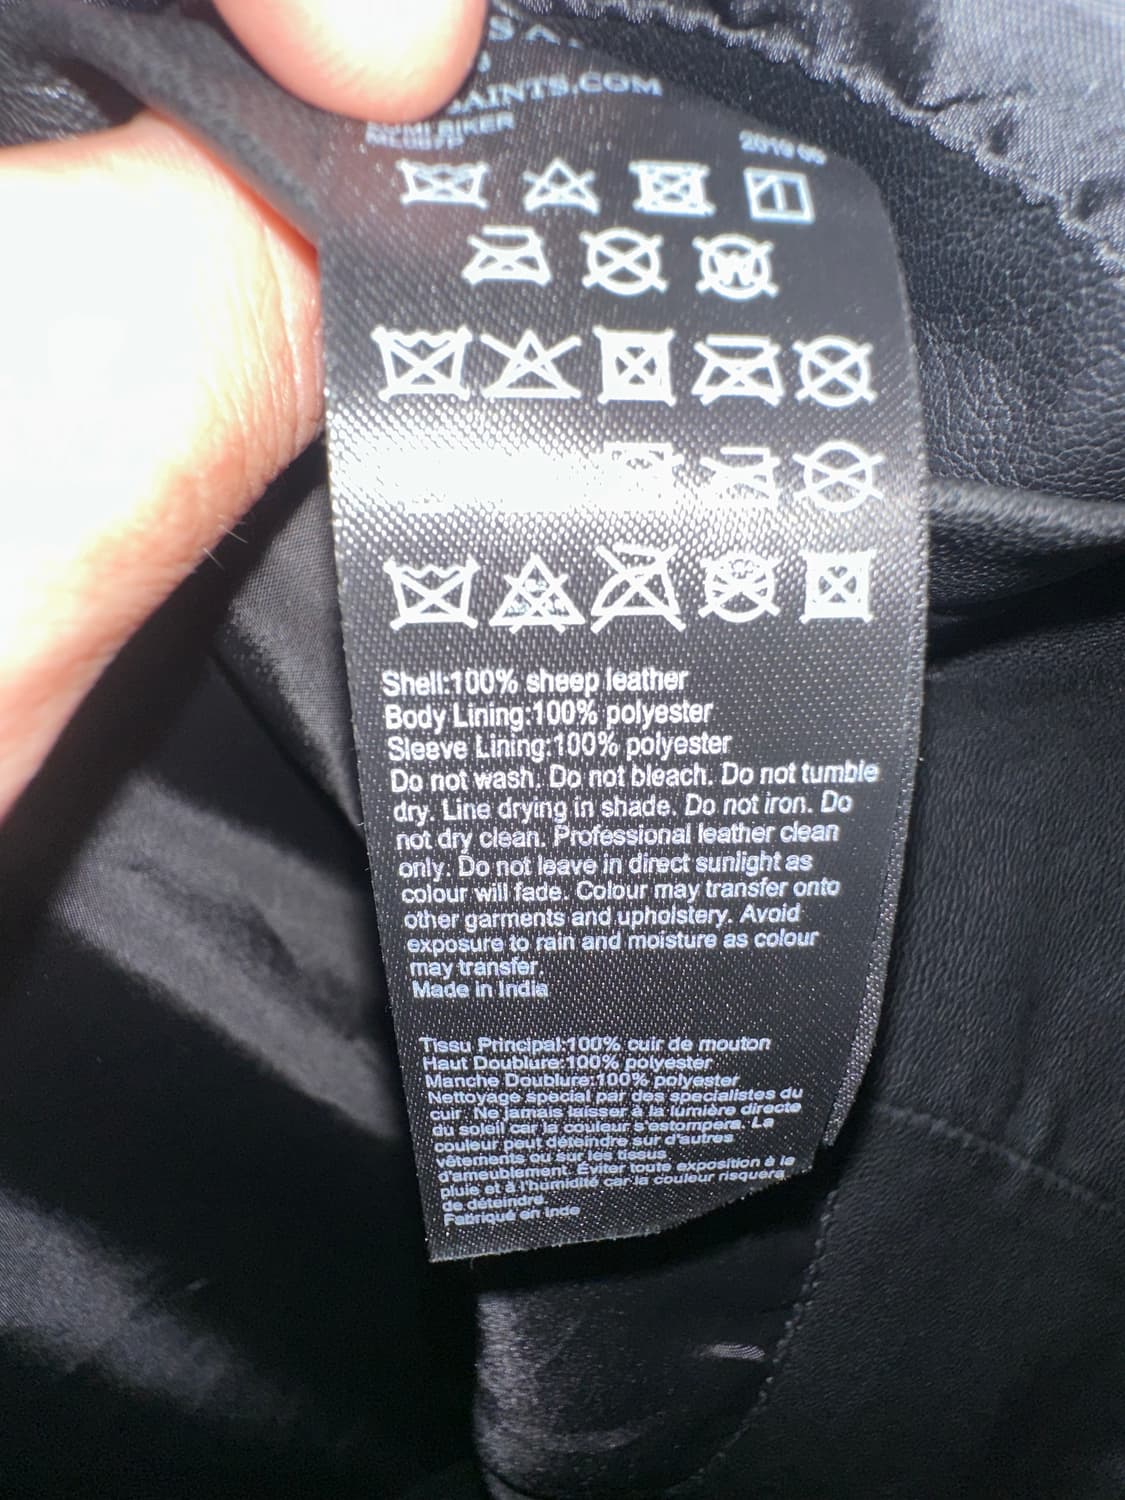 SAINTS.COM
BIKER
W
Shell:100% sheep leather
Body Lining:100% polyester
Sleeve Lining:100% polyester
Do not wash. Do not bleach. Do not tumble
dry. Line drying in shade. Do not iron. Do
not dry clean. Professional leather clean
only. Do not leave in direct sunlight as
colour will fade. Colour may transfer onto
other garments and upholstery. Avoid
exposure to rain and moisture as colour
may transfer
Made in India
Tissu Principal:100% cuir de mouton
Haut Doublure:100% polyester
Manche Doublure:100% polyester
Nettoyage spécial par des specialistes du
cuir. Ne jamais laisser à la lumière directe
du soleil car la couleur s'estompera. La
couleur peut déteindre sur d'autres
vêtements ou sur les tissus
d'ameublement. Éviter toute exposition à la
pluie et à l'humidité car la couleur risquera
de déteindre.
Fabriqué en Inde